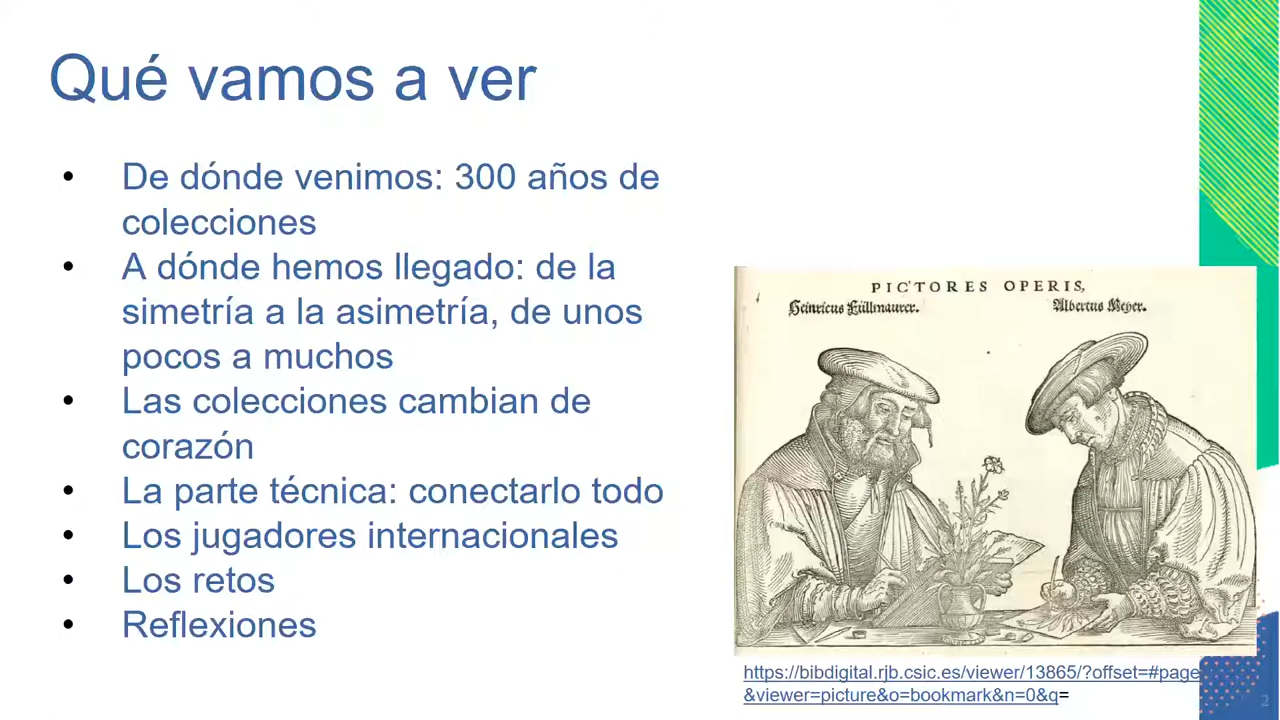 Qué vamos a ver
• De dónde venimos: 300 años de
colecciones
• A dónde hemos llegado: de la
simetría a la asimetría, de unos
pocos a muchos
• Las colecciones cambian de
corazón
• La parte técnica: conectarlo todo
• Los jugadores internacionales
• Los retos
• Reflexiones
PICTORES OPERIS,
Heinricus Füllmaurer.
Albertus Meyer.
https://bibdigital.rjb.csic.es/viewer/13865/?offset=#page
&viewer=picture&o=bookmark&n=0&q=
2